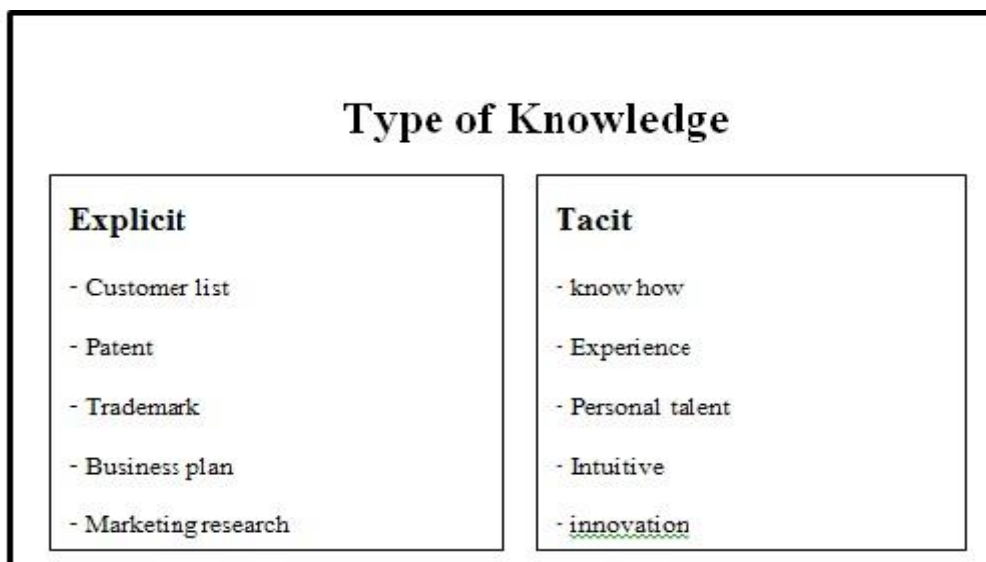 Type of Knowledge
Explicit
- Customer list
- Patent
- Trademark
- Business plan
- Marketing research
Tacit
- know how
- Experience
- Personal talent
- Intuitive
- innovation